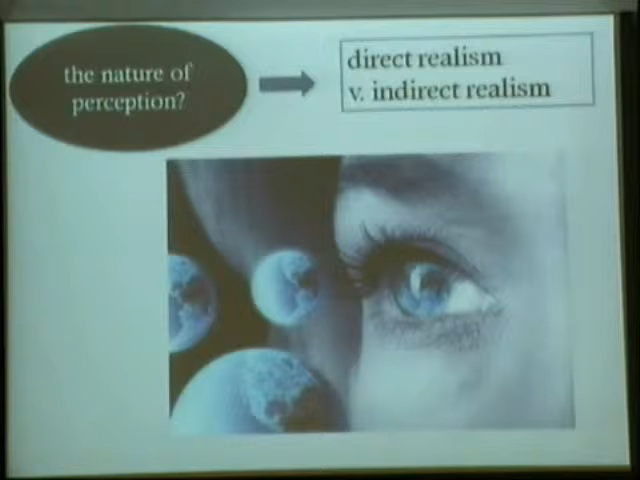 the nature of
perception?
direct realism
v. indirect realism